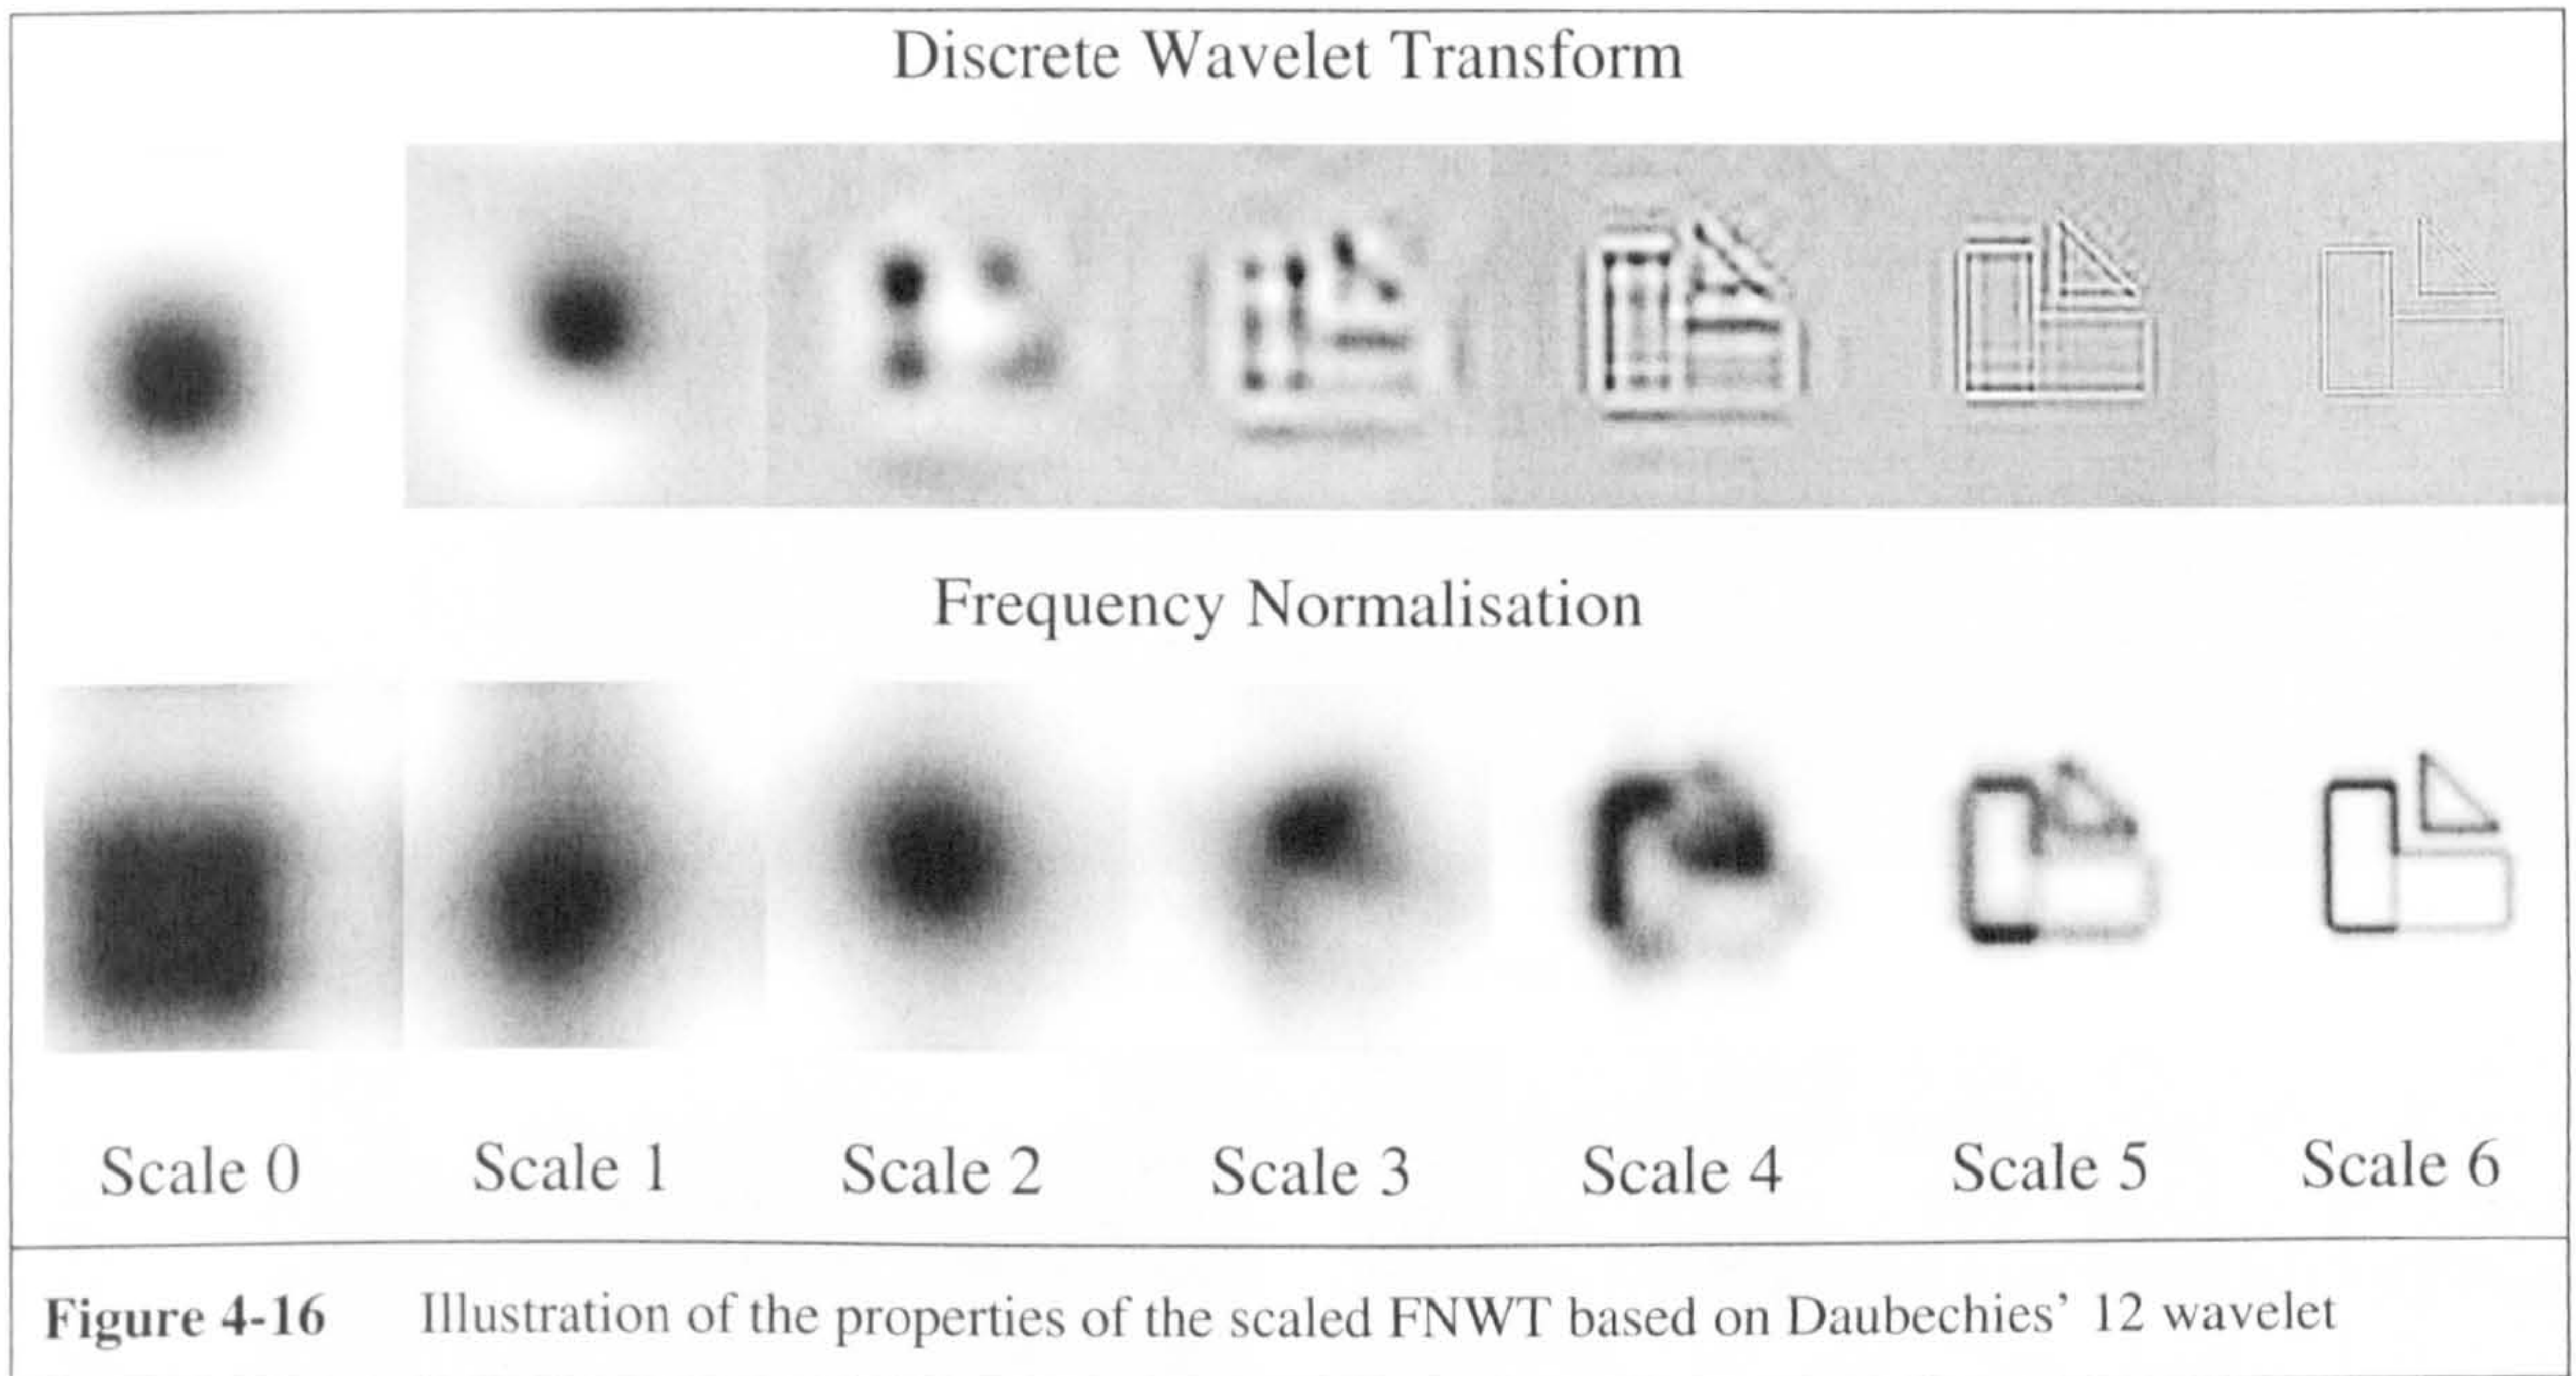 Discrete Wavelet Transform
Frequency Normalisation
Scale 0 Scale 1 Scale 2 Scale 3 Scale 4 Scale 5 Scale 6
Figure 4-16 Illustration of the properties of the scaled FNWT based on Daubechies’ 12 wavelet